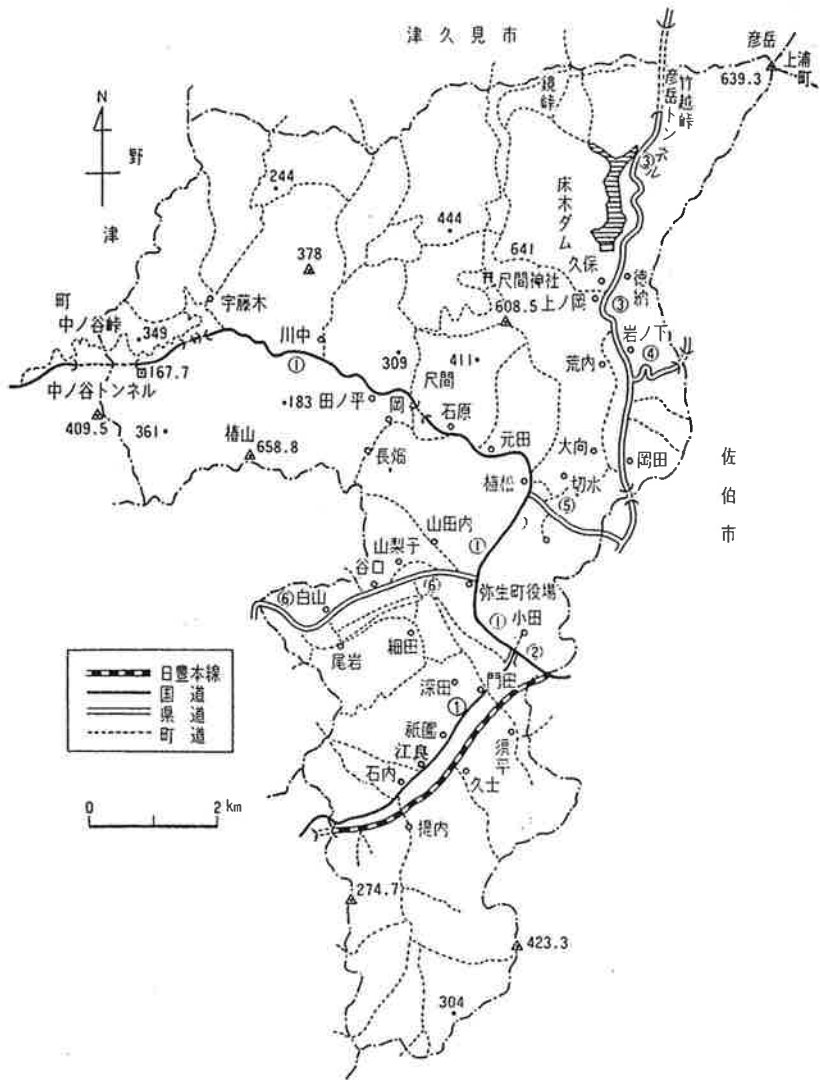 津久見市
彦岳
639.3
上浦町
N
野津町
鏡峠
彦岳トンネル
竹越峠
③
床木ダム
244
444
378
641
尺間神社
久保
徳納
608.5
上ノ岡
③
宇藤木
中ノ谷峠
349
川中
岩ノ下
④
①
309
411
荒内
167.7
尺間
中ノ谷トンネル
183
田ノ平
岡
石原
409.5
361
椿山
658.8
元田
大向
岡田
佐伯市
長畑
植松
切水
⑤
山田内
①
山梨子
谷口
⑥
弥生町役場
⑥
白山
①
小田
②
尾岩
細田
深田
門田
①
祇園
須平
江良
石内
久士
提内
日豊本線
国道
県道
町道
0 2 km
274.7
423.3
304